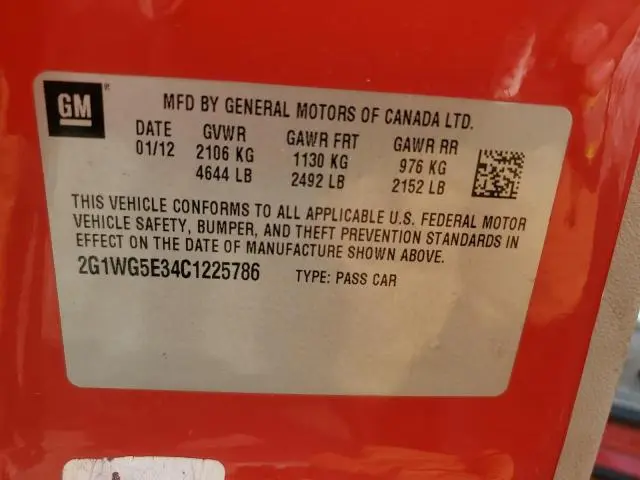 GM ®
MFD BY GENERAL MOTORS OF CANADA LTD.
DATE GVWR GAWR FRT GAWR RR
01/12 2106 KG 1130 KG 976 KG
4644 LB 2492 LB 2152 LB
THIS VEHICLE CONFORMS TO ALL APPLICABLE U.S. FEDERAL MOTOR
VEHICLE SAFETY, BUMPER, AND THEFT PREVENTION STANDARDS IN
EFFECT ON THE DATE OF MANUFACTURE SHOWN ABOVE.
2G1WG5E34C1225786 TYPE: PASS CAR